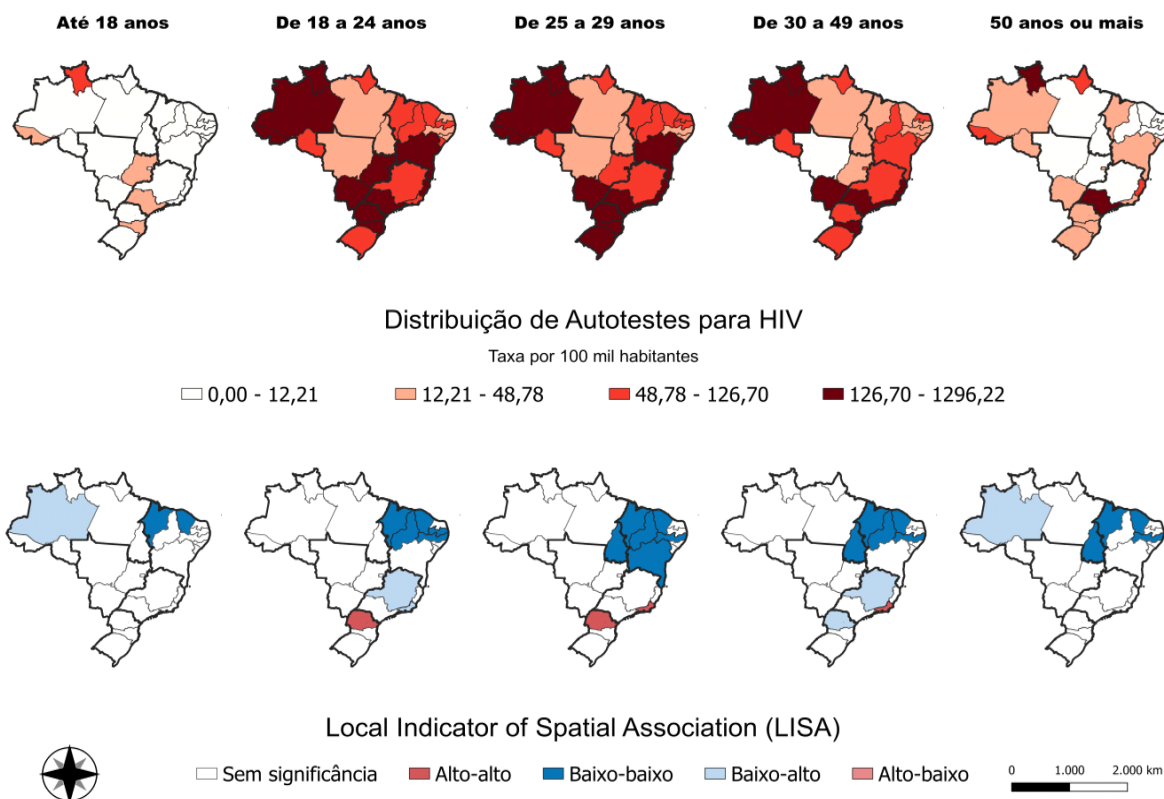 Até 18 anos
De 18 a 24 anos
De 25 a 29 anos
De 30 a 49 anos
50 anos ou mais
Distribuição de Autotestes para HIV
Taxa por 100 mil habitantes
0,00 - 12,21
12,21 - 48,78
48,78 - 126,70
126,70 - 1296,22
Local Indicator of Spatial Association (LISA)
Sem significância
Alto-alto
Baixo-baixo
Baixo-alto
Alto-baixo
0 1.000 2.000 km